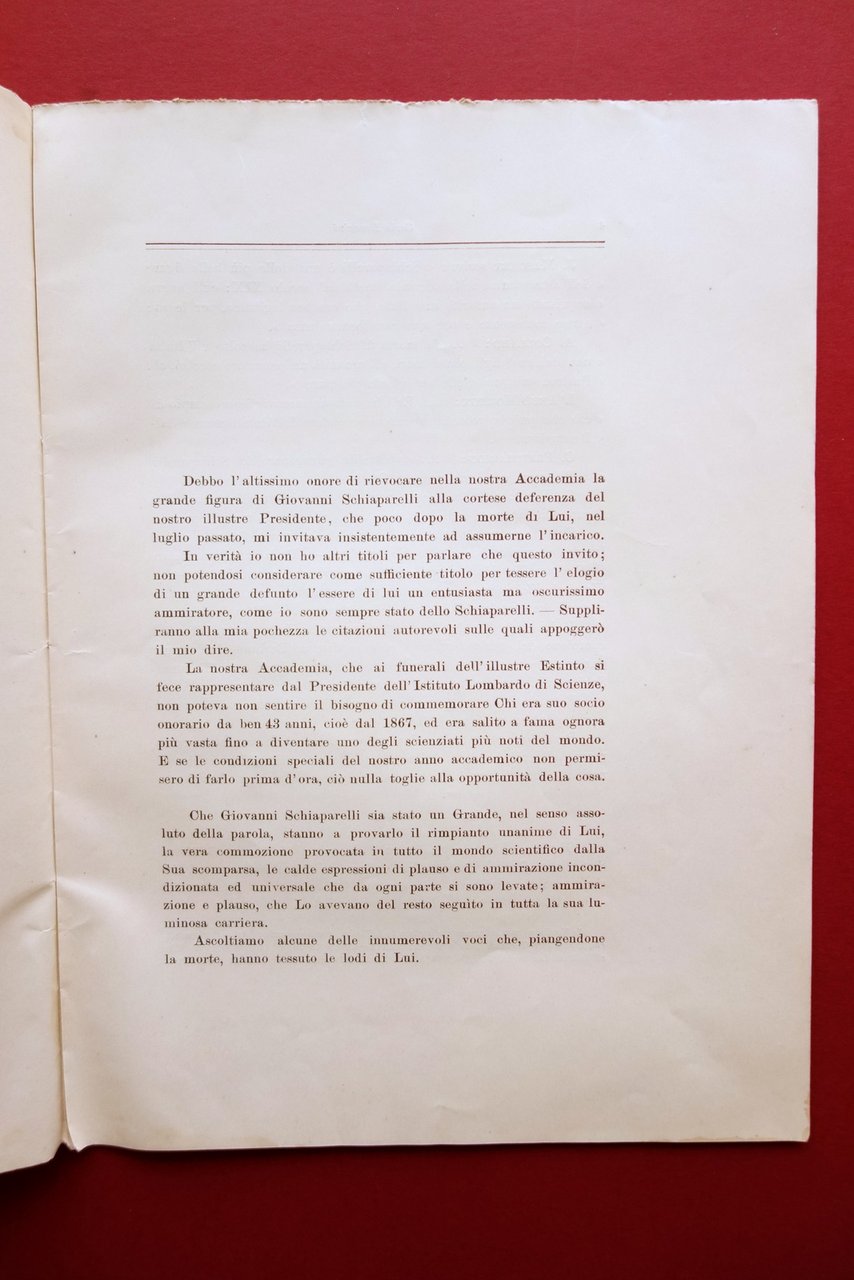 Debbo l'altissimo onore di rievocare nella nostra Accademia la
grande figura di Giovanni Schiaparelli alla cortese deferenza del
nostro illustre Presidente, che poco dopo la morte di Lui, nel
luglio passato, mi invitava insistentemente ad assumerne l'incarico.
In verità io non ho altri titoli per parlare che questo invito;
non potendosi considerare come sufficiente titolo per tessere l'elogio
di un grande defunto l'essere di lui un entusiasta ma oscurissimo
ammiratore, come io sono sempre stato dello Schiaparelli. — Suppli-
ranno alla mia pochezza le citazioni autorevoli sulle quali appoggerò
il mio dire.
La nostra Accademia, che ai funerali dell'illustre Estinto si
fece rappresentare dal Presidente dell'Istituto Lombardo di Scienze,
non poteva non sentire il bisogno di commemorare Chi era suo socio
onorario da ben 43 anni, cioè dal 1867, ed era salito a fama ognora
più vasta fino a diventare uno degli scienziati più noti del mondo.
E se le condizioni speciali del nostro anno accademico non permi-
sero di farlo prima d'ora, ciò nulla toglie alla opportunità della cosa.
Che Giovanni Schiaparelli sia stato un Grande, nel senso asso-
luto della parola, stanno a provarlo il rimpianto unanime di Lui,
la vera commozione provocata in tutto il mondo scientifico dalla
Sua scomparsa, le calde espressioni di plauso e di ammirazione incon-
dizionata ed universale che da ogni parte si sono levate; ammira-
zione e plauso, che Lo avevano del resto seguito in tutta la sua lu-
minosa carriera.
Ascoltiamo alcune delle innumerevoli voci che, piangendone
la morte, hanno tessuto le lodi di Lui.